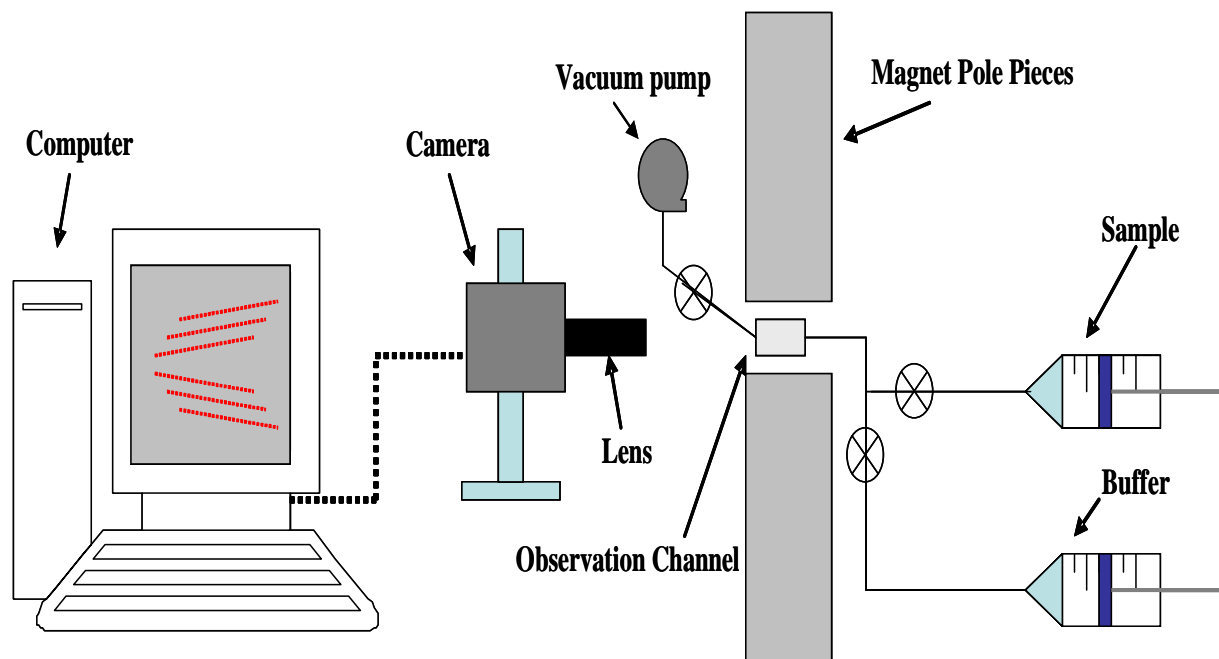 Magnet Pole Pieces
Vacuum pump
Camera
Computer
Sample
Lens
Buffer
Observation Channel